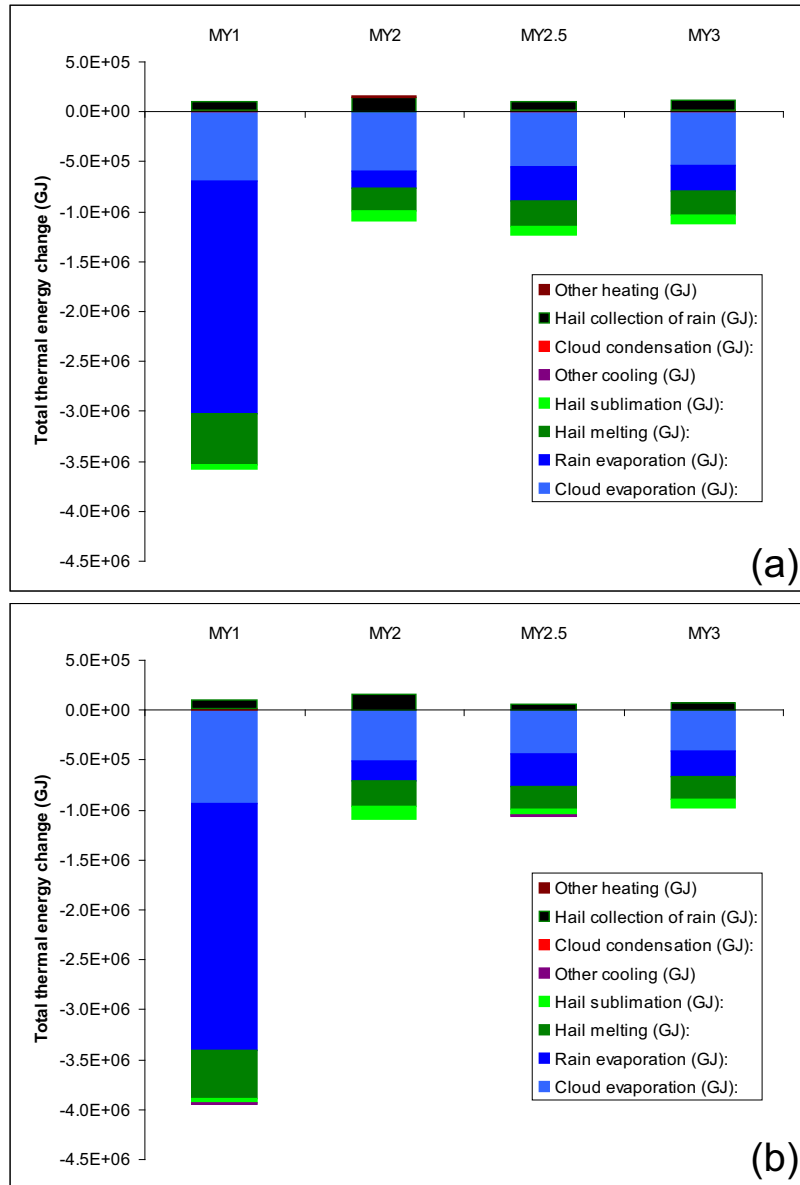 MY1 MY2 MY2.5 MY3
5.0E+05
0.0E+00
-5.0E+05
-1.0E+06
-1.5E+06
-2.0E+06
-2.5E+06
-3.0E+06
-3.5E+06
-4.0E+06
-4.5E+06
Total thermal energy change (GJ)
Other heating (GJ)
Hail collection of rain (GJ):
Cloud condensation (GJ):
Other cooling (GJ)
Hail sublimation (GJ):
Hail melting (GJ):
Rain evaporation (GJ):
Cloud evaporation (GJ):
(a)
MY1 MY2 MY2.5 MY3
5.0E+05
0.0E+00
-5.0E+05
-1.0E+06
-1.5E+06
-2.0E+06
-2.5E+06
-3.0E+06
-3.5E+06
-4.0E+06
-4.5E+06
Total thermal energy change (GJ)
Other heating (GJ)
Hail collection of rain (GJ):
Cloud condensation (GJ):
Other cooling (GJ)
Hail sublimation (GJ):
Hail melting (GJ):
Rain evaporation (GJ):
Cloud evaporation (GJ):
(b)